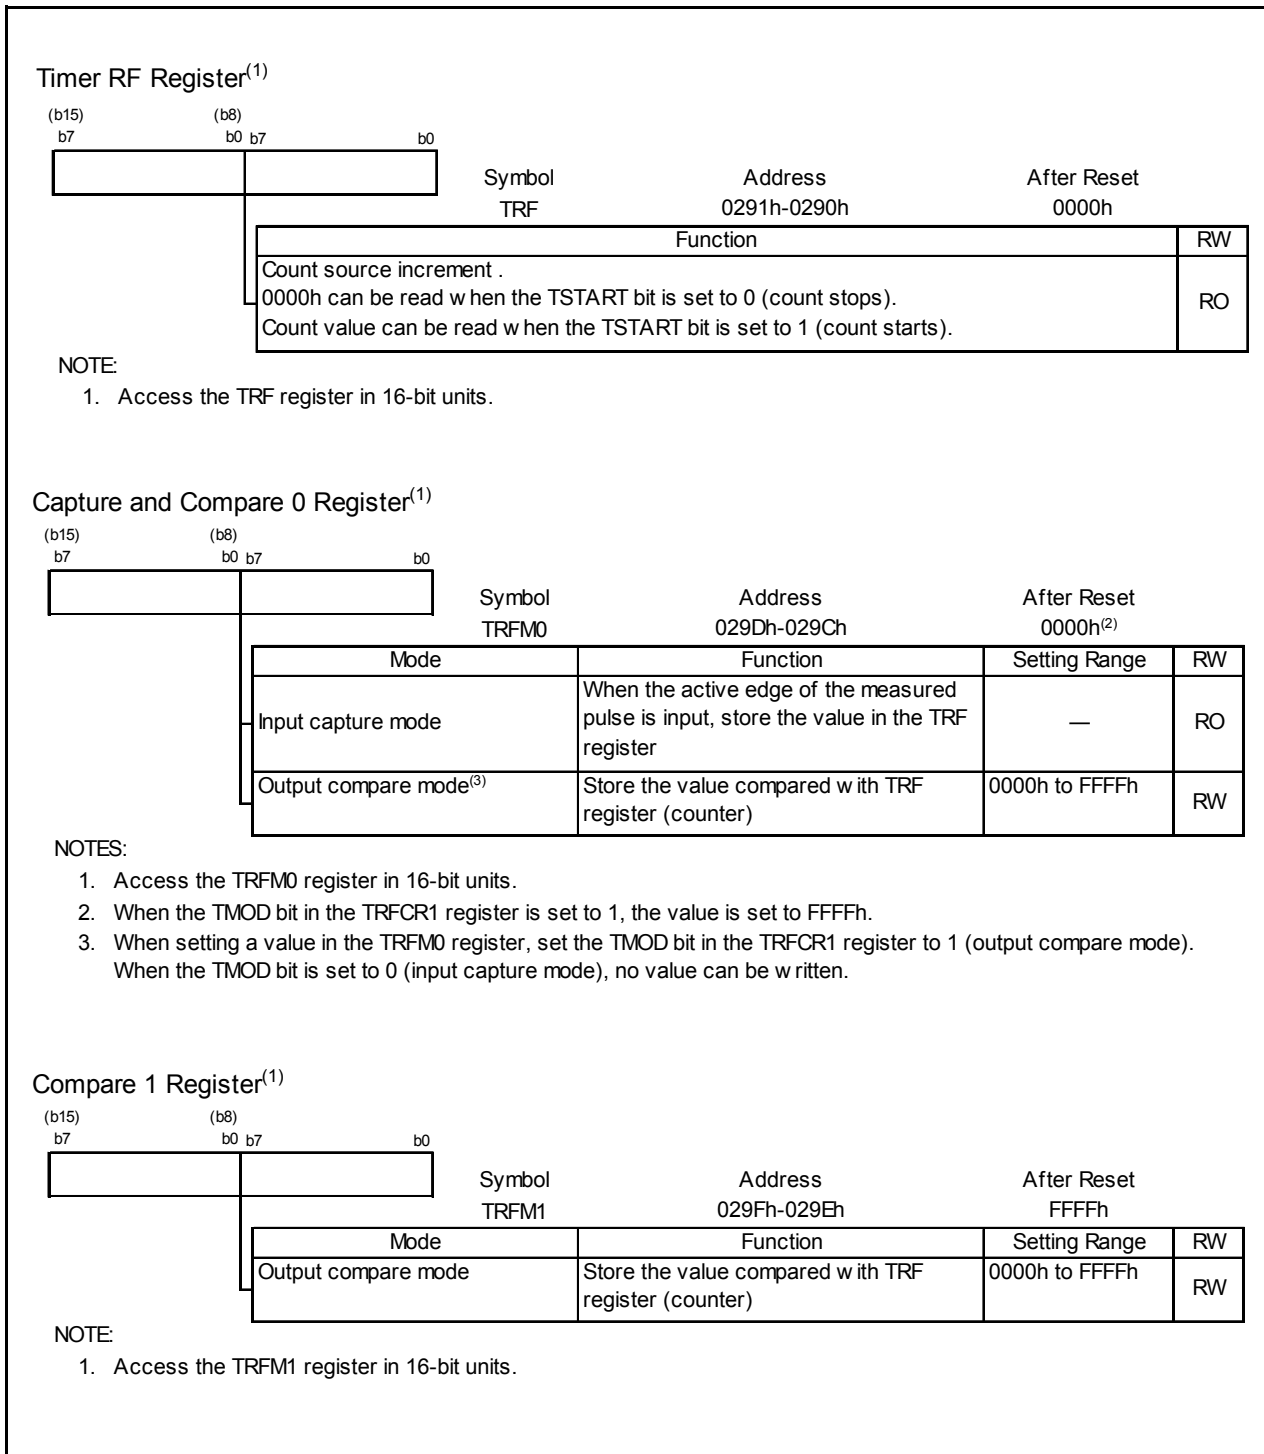 Timer RF Register(1)
(b15) (b8)
b7 b0 b7 b0
Symbol Address After Reset
TRF 0291h-0290h 0000h
Function RW
Count source increment .
0000h can be read w hen the TSTART bit is set to 0 (count stops).
RO
Count value can be read w hen the TSTART bit is set to 1 (count starts).
NOTE:
1. Access the TRF register in 16-bit units.
Capture and Compare 0 Register(1)
(b15) (b8)
b7 b0 b7 b0
Symbol Address After Reset
TRFM0 029Dh-029Ch 0000h(2)
Mode Function Setting Range RW
When the active edge of the measured
Input capture mode pulse is input, store the value in the TRF — RO
register
Output compare mode(3) Store the value compared w ith TRF 0000h to FFFFh RW
register (counter)
NOTES:
1. Access the TRFM0 register in 16-bit units.
2. When the TMOD bit in the TRFCR1 register is set to 1, the value is set to FFFFh.
3. When setting a value in the TRFM0 register, set the TMOD bit in the TRFCR1 register to 1 (output compare mode).
When the TMOD bit is set to 0 (input capture mode), no value can be w ritten.
Compare 1 Register(1)
(b15) (b8)
b7 b0 b7 b0
Symbol Address After Reset
TRFM1 029Fh-029Eh FFFFh
Mode Function Setting Range RW
Output compare mode Store the value compared w ith TRF 0000h to FFFFh RW
register (counter)
NOTE:
1. Access the TRFM1 register in 16-bit units.